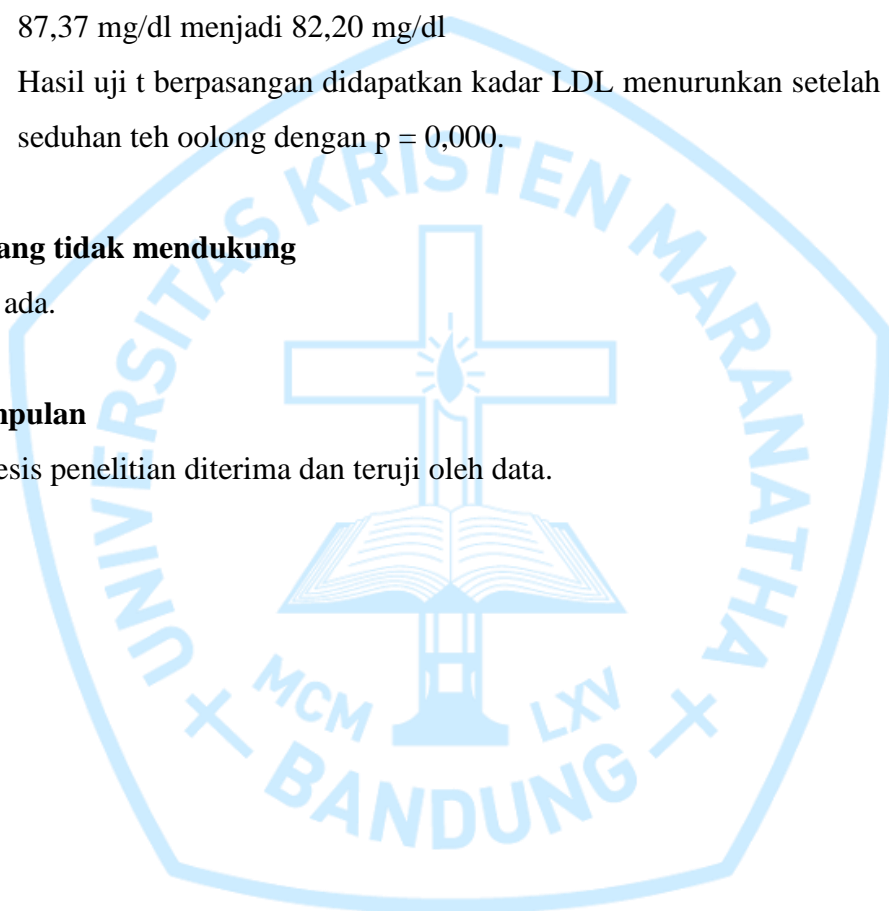 87,37 mg/dl menjadi 82,20 mg/dl
Hasil uji t berpasangan didapatkan kadar LDL menurunkan setelah
seduhan teh oolong dengan p = 0,000.
ang tidak mendukung
ada.
npulan
esis penelitian diterima dan teruji oleh data.
UNIVERSITAS KRISTEN MARANATHA
MCM LXV
BANDUNG